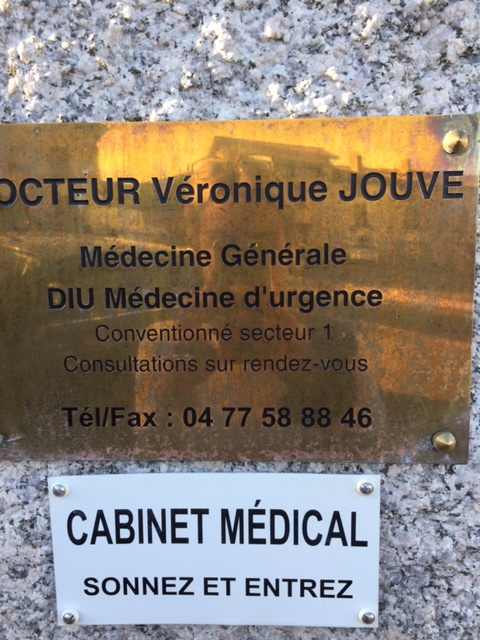 OCTEUR Véronique JOUVE
Médecine Générale
DIU Médecine d'urgence
Conventionné secteur 1
Consultations sur rendez-vous
Tél/Fax : 04 77 58 88 46
CABINET MÉDICAL
SONNEZ ET ENTREZ